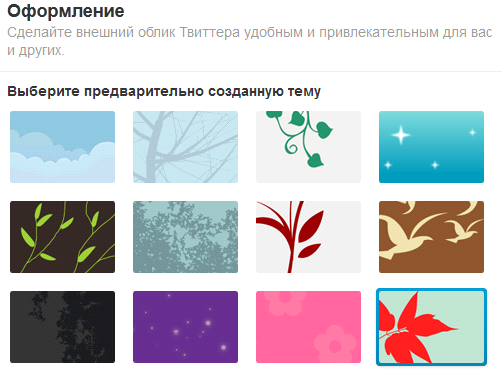 Оформление
Сделайте внешний облик Твиттера удобным и привлекательным для вас
и других.
Выберите предварительно созданную тему